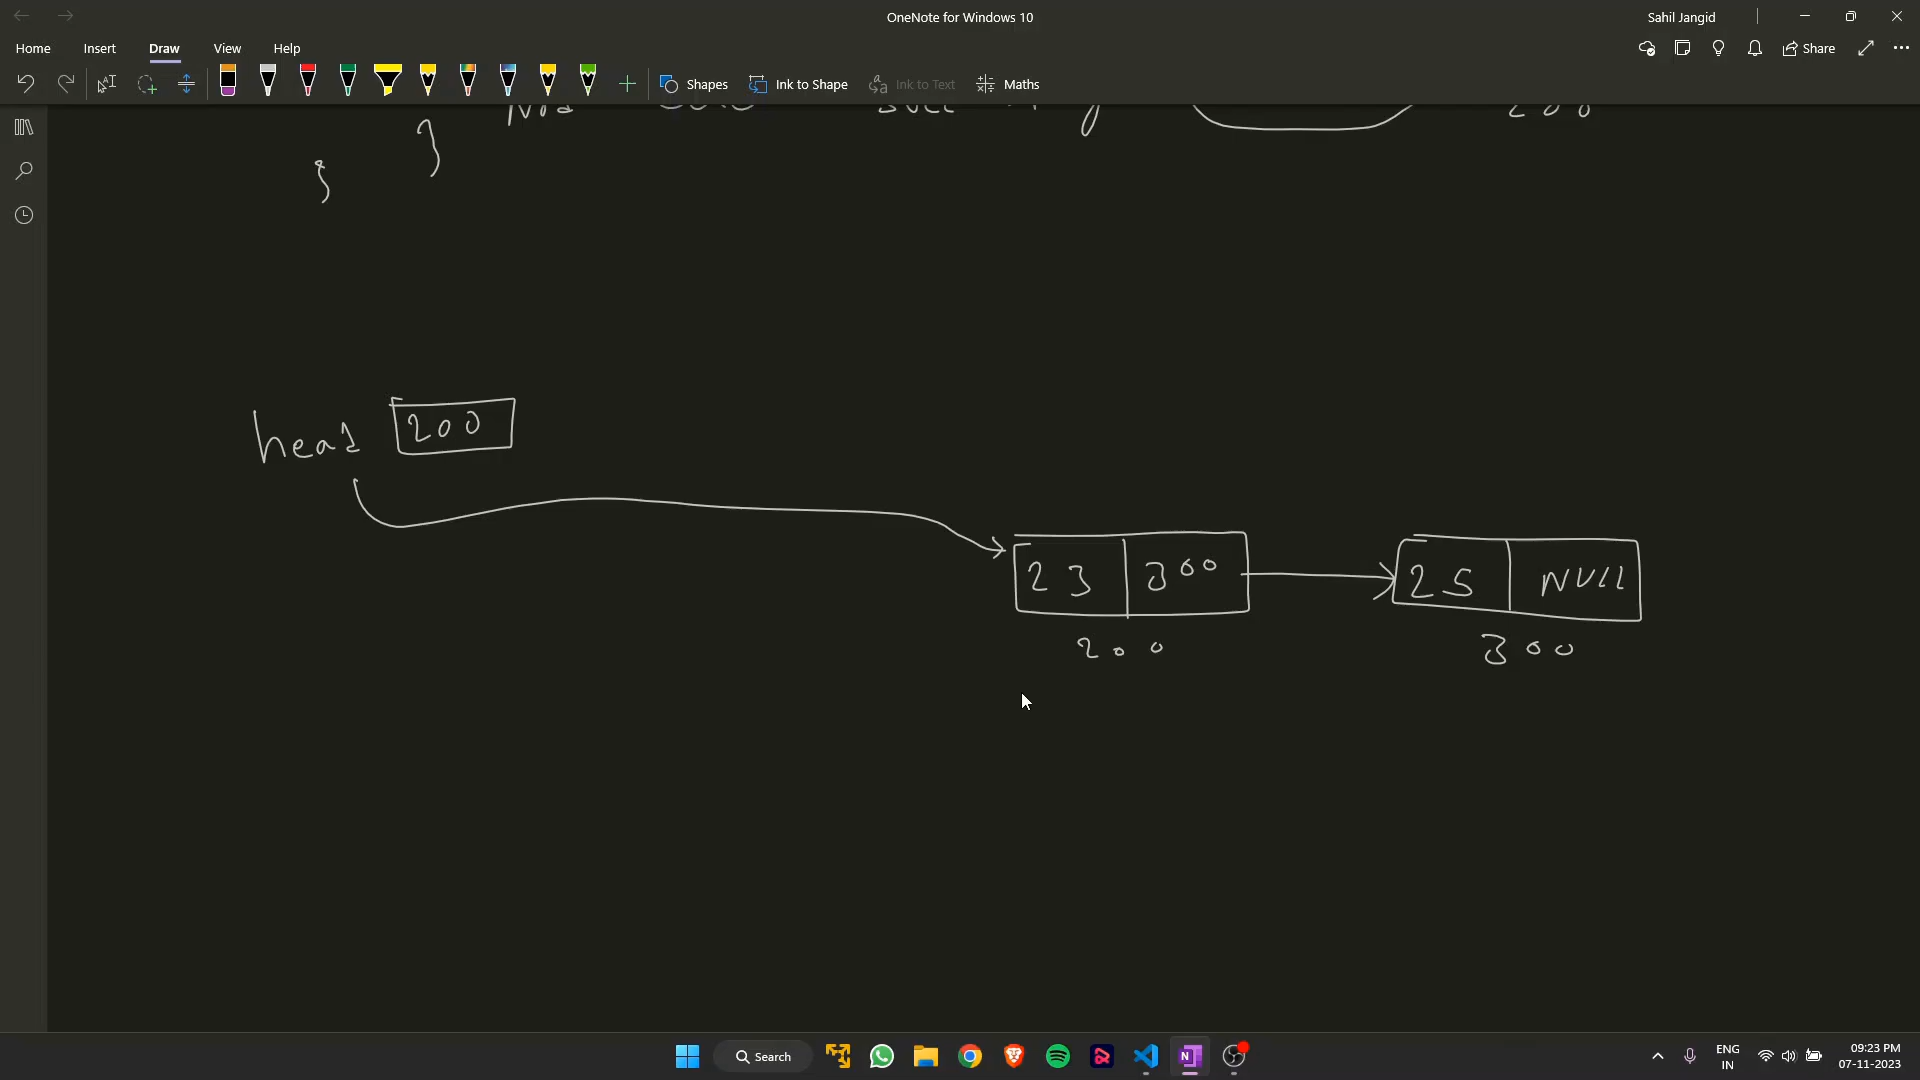 OneNote for Windows 10
Sahil Jangid
Home Insert Draw View Help
Share
Shapes Ink to Shape Ink to Text Maths
}
200
}
head 200
23 300
25 NULL
200
300
Search
ENG
IN
09:23 PM
07-11-2023